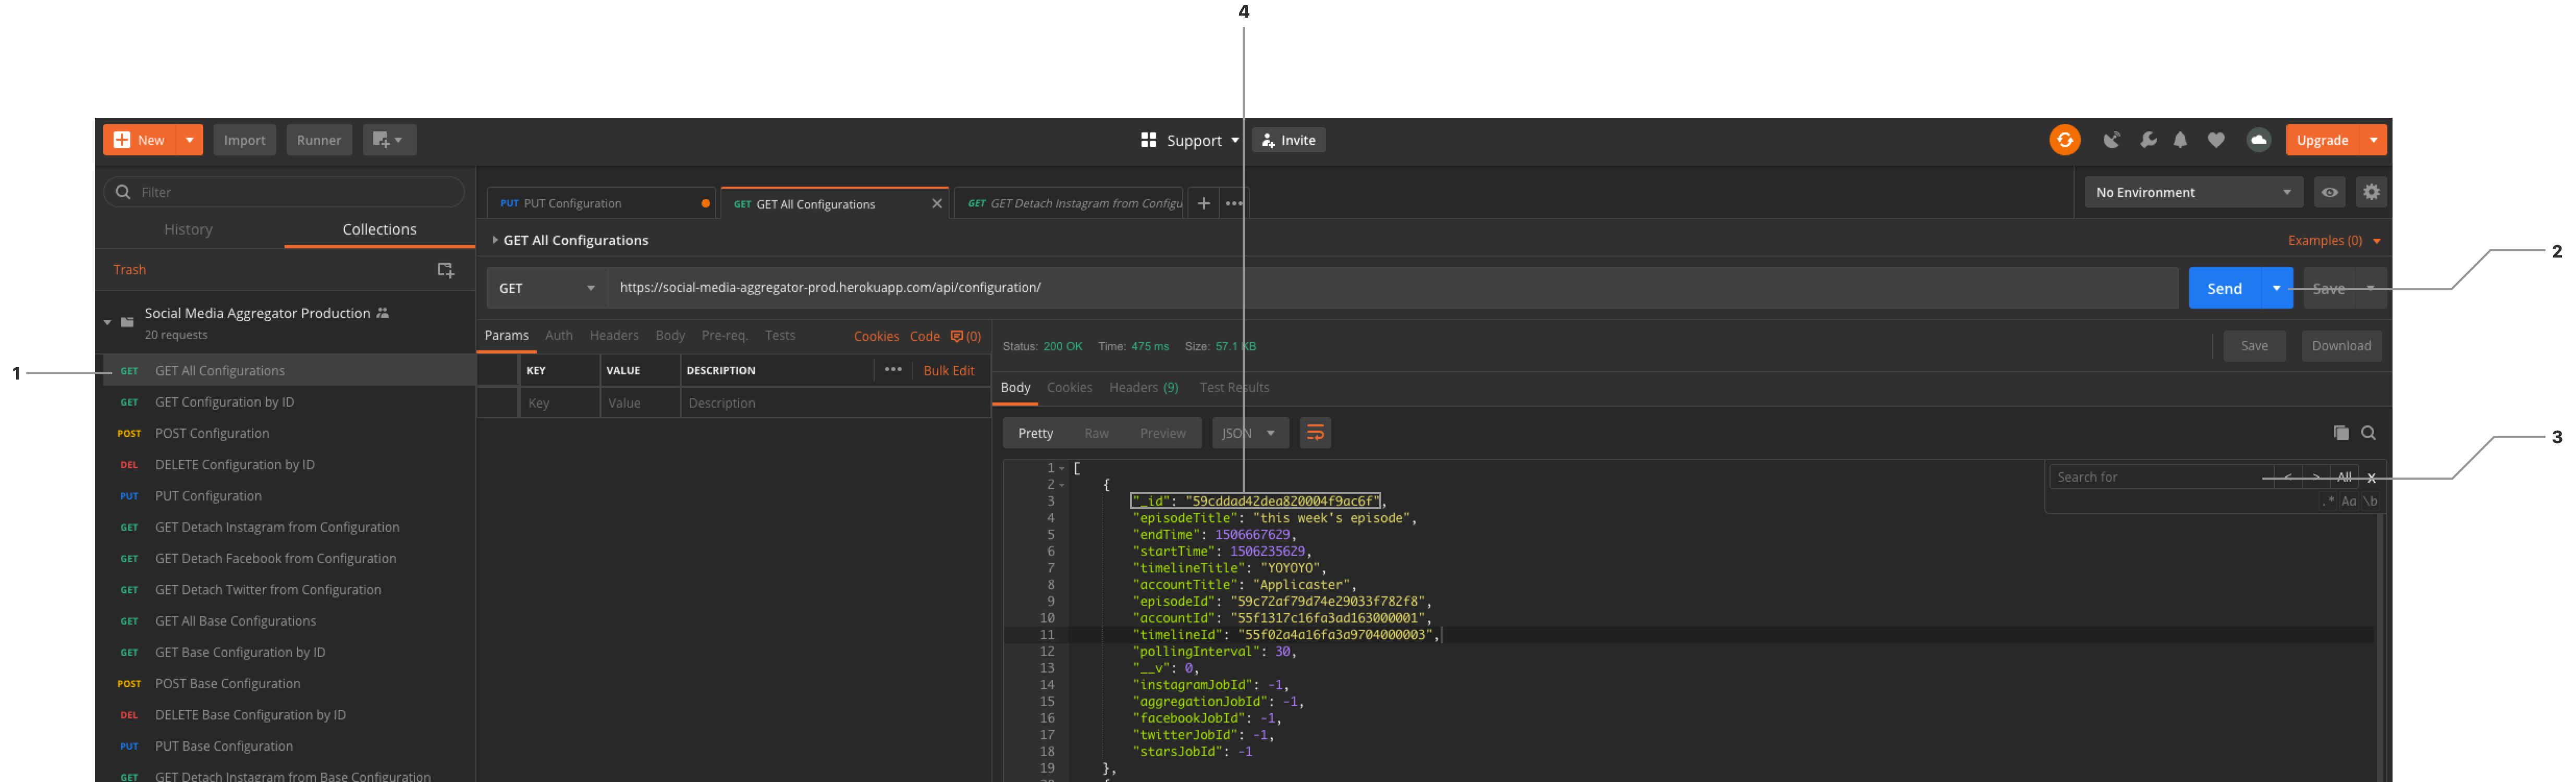 4
New
Import
Runner
Support
Invite
Upgrade
Filter
History
Collections
Trash
Social Media Aggregator Production
20 requests
1
GET GET All Configurations
GET GET Configuration by ID
POST POST Configuration
DEL DELETE Configuration by ID
PUT PUT Configuration
GET GET Detach Instagram from Configuration
GET GET Detach Facebook from Configuration
GET GET Detach Twitter from Configuration
GET GET All Base Configurations
GET GET Base Configuration by ID
POST POST Base Configuration
DEL DELETE Base Configuration by ID
PUT PUT Base Configuration
GET GET Detach Instagram from Base Configuration
PUT PUT Configuration
GET GET All Configurations
GET GET Detach Instagram from Configu
No Environment
GET All Configurations
Examples (0)
2
GET
https://social-media-aggregator-prod.herokuapp.com/api/configuration/
Send
Save
Params Auth Headers Body Pre-req. Tests
Cookies Code (0)
KEY VALUE DESCRIPTION
Bulk Edit
Key Value Description
Status: 200 OK Time: 475 ms Size: 57.1 KB
Save Download
Body Cookies Headers (9) Test Results
Pretty Raw Preview
JSON
3
Search for < > All x
.* Aa \b
1 [
2 {
3 "_id": "59cddad42dea820004f9ac6f",
4 "episodeTitle": "this week's episode",
5 "endTime": 1506667629,
6 "startTime": 1506235629,
7 "timelineTitle": "YOYOYO",
8 "accountTitle": "Applicaster",
9 "episodeId": "59c72af79d74e29033f782f8",
10 "accountId": "55f1317c16fa3ad163000001",
11 "timelineId": "55f02a4a16fa3a9704000003",
12 "pollingInterval": 30,
13 "__v": 0,
14 "instagramJobId": -1,
15 "aggregationJobId": -1,
16 "facebookJobId": -1,
17 "twitterJobId": -1,
18 "starsJobId": -1
19 },